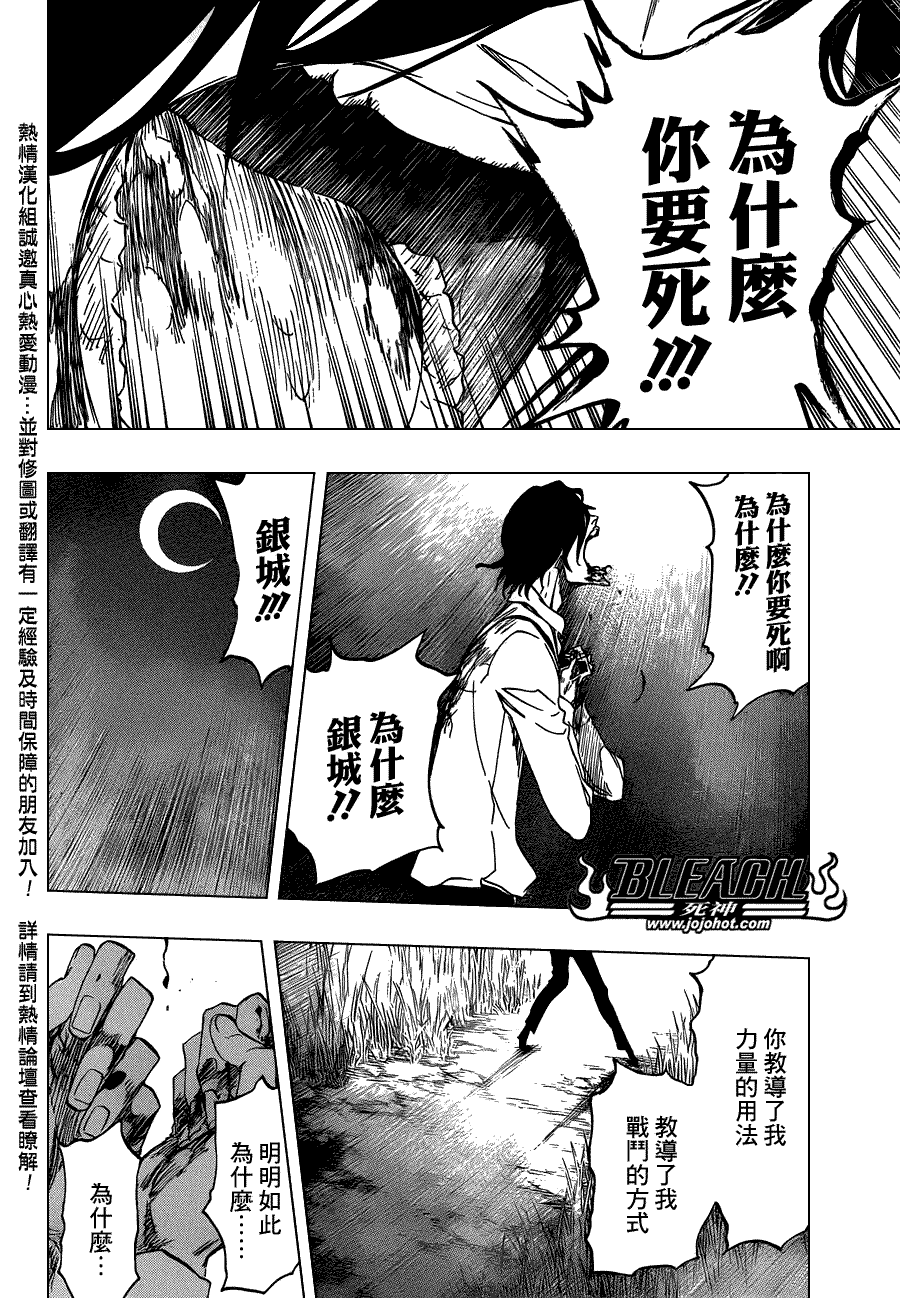 為什麼
你要死!!!
為什麼你要死啊
為什麼!!
為什麼
銀城!!
銀城!!!
BLEACH
死神
www.jojohot.com
你教導了我
力量的用法
教導了我
戰鬥的方式
明明如此
為什麼……
為什麼…
熱情漢化組誠邀真心熱愛動漫…並對修圖或翻譯有一定經驗及時間保障的朋友加入！ 詳情請到熱情論壇查看瞭解！